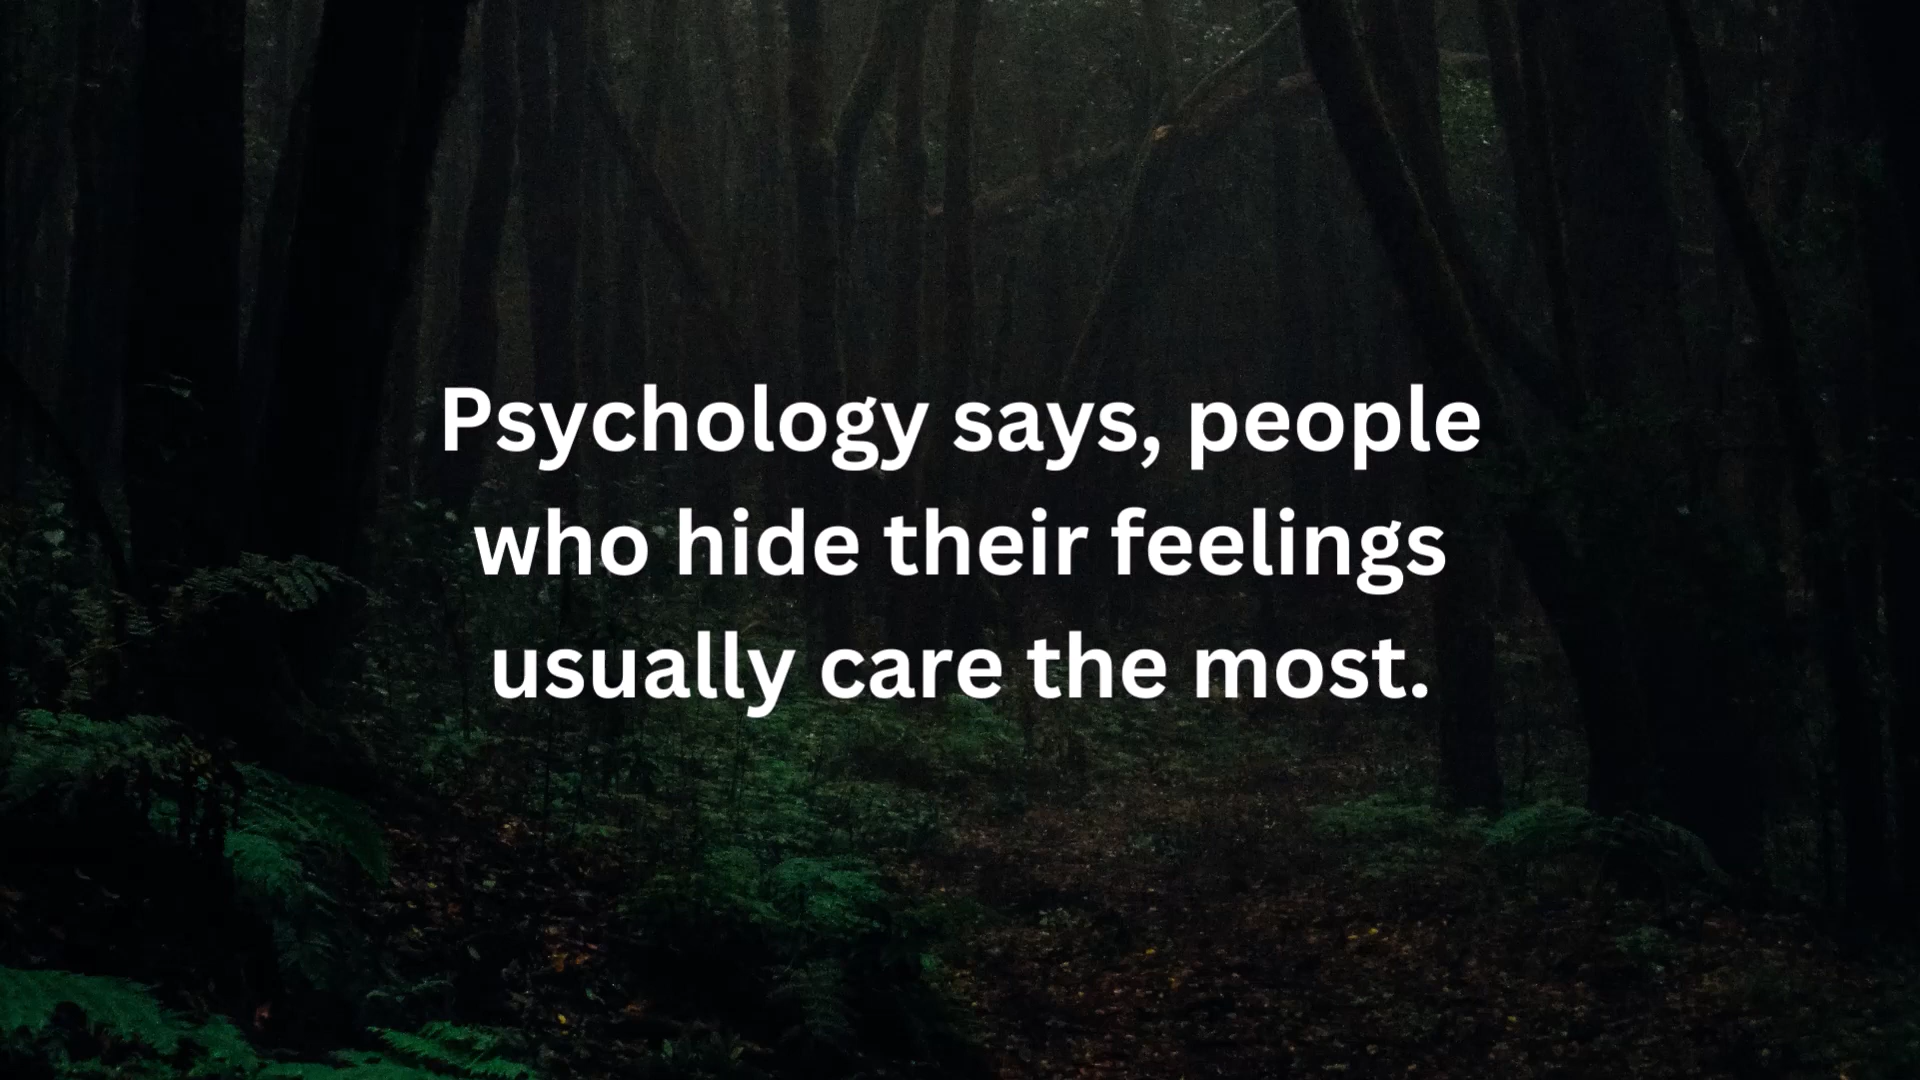 Psychology says, people
who hide their feelings
usually care the most.